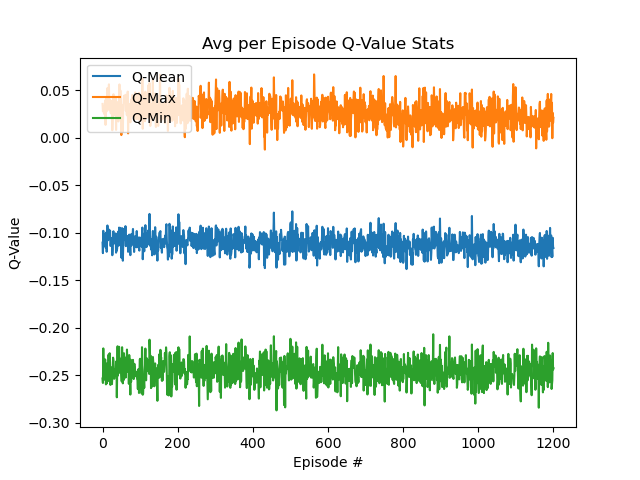 Avg per Episode Q-Value Stats
Q-Mean
Q-Max
Q-Min
Q-Value
0.05
0.00
−0.05
−0.10
−0.15
−0.20
−0.25
−0.30
0 200 400 600 800 1000 1200
Episode #